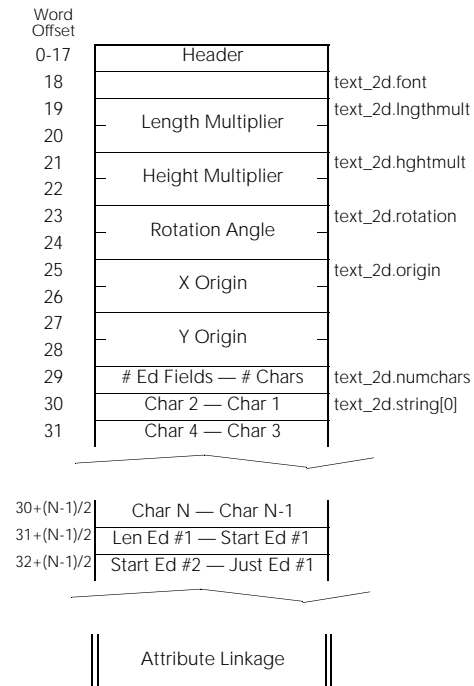 Word
Offset
0-17 Header
18 text_2d.font
19 text_2d.lngthmult
Length Multiplier
20
21 text_2d.hghtmult
Height Multiplier
22
23 text_2d.rotation
Rotation Angle
24
25 text_2d.origin
X Origin
26
27
Y Origin
28
29 # Ed Fields — # Chars text_2d.numchars
30 Char 2 — Char 1 text_2d.string[0]
31 Char 4 — Char 3
30+(N-1)/2 Char N — Char N-1
31+(N-1)/2 Len Ed #1 — Start Ed #1
32+(N-1)/2 Start Ed #2 — Just Ed #1
Attribute Linkage